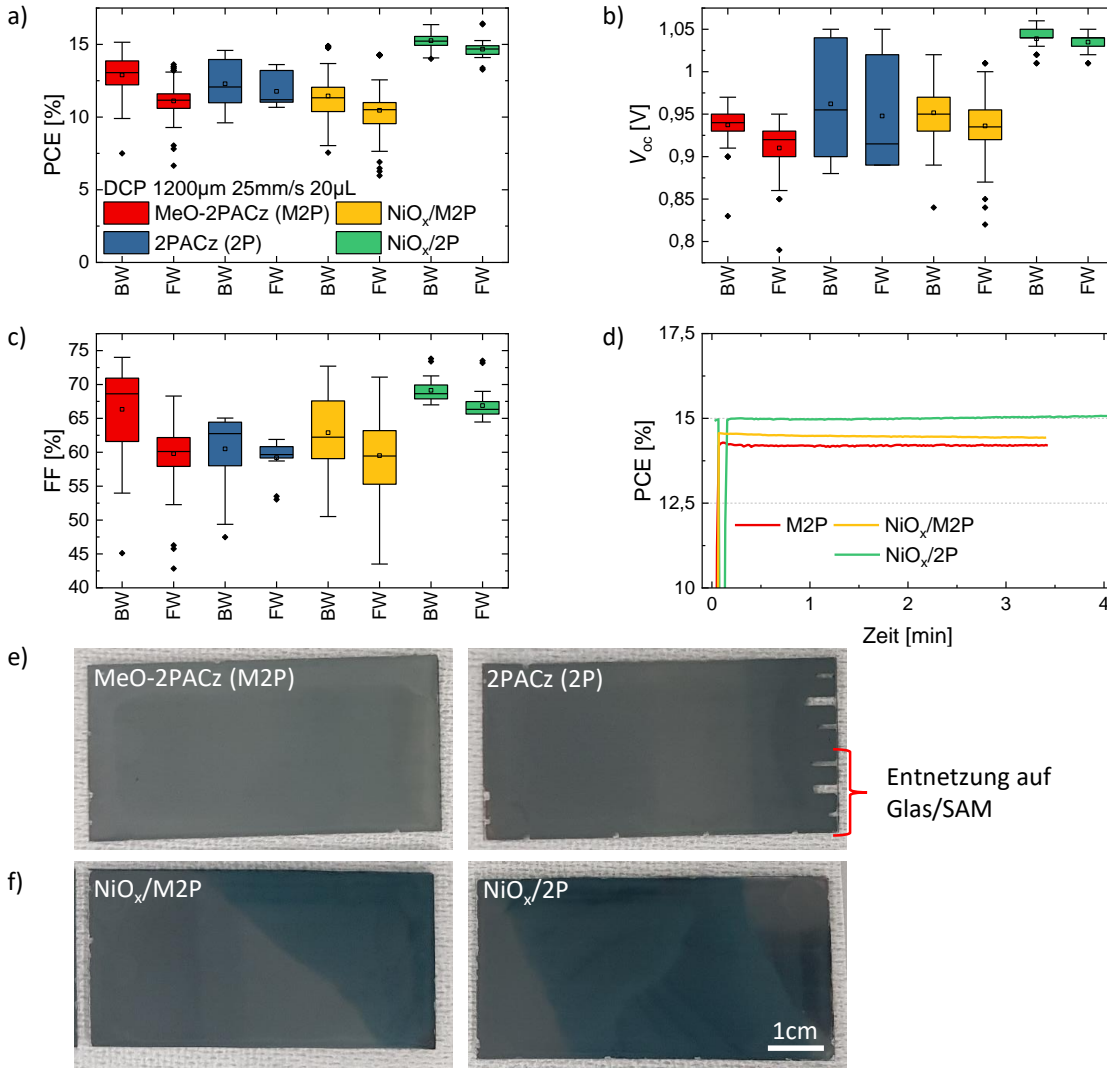 a)
15
10
5
0
PCE [%]
DCP 1200µm 25mm/s 20µL
MeO-2PACz (M2P)
NiOₓ/M2P
2PACz (2P)
NiOₓ/2P
BW FW BW FW BW FW BW FW
b)
1,05
1
0,95
0,9
0,85
0,8
Vₒc [V]
BW FW BW FW BW FW BW FW
c)
75
70
65
60
55
50
45
40
FF [%]
BW FW BW FW BW FW BW FW
d)
17,5
15
12,5
10
PCE [%]
M2P
NiOₓ/M2P
NiOₓ/2P
0 1 2 3 4
Zeit [min]
e)
MeO-2PACz (M2P)
2PACz (2P)
Entnetzung auf
Glas/SAM
f)
NiOₓ/M2P
NiOₓ/2P
1cm